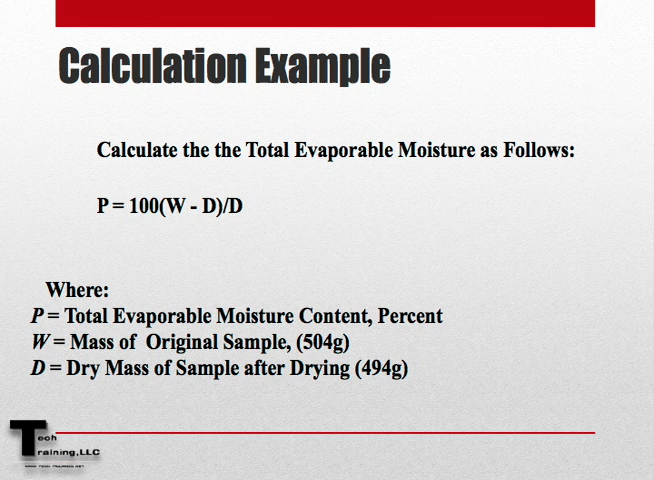 Calculation Example
Calculate the the Total Evaporable Moisture as Follows:
P = 100(W - D)/D
Where:
P = Total Evaporable Moisture Content, Percent
W = Mass of Original Sample, (504g)
D = Dry Mass of Sample after Drying (494g)
Tech
Training,LLC